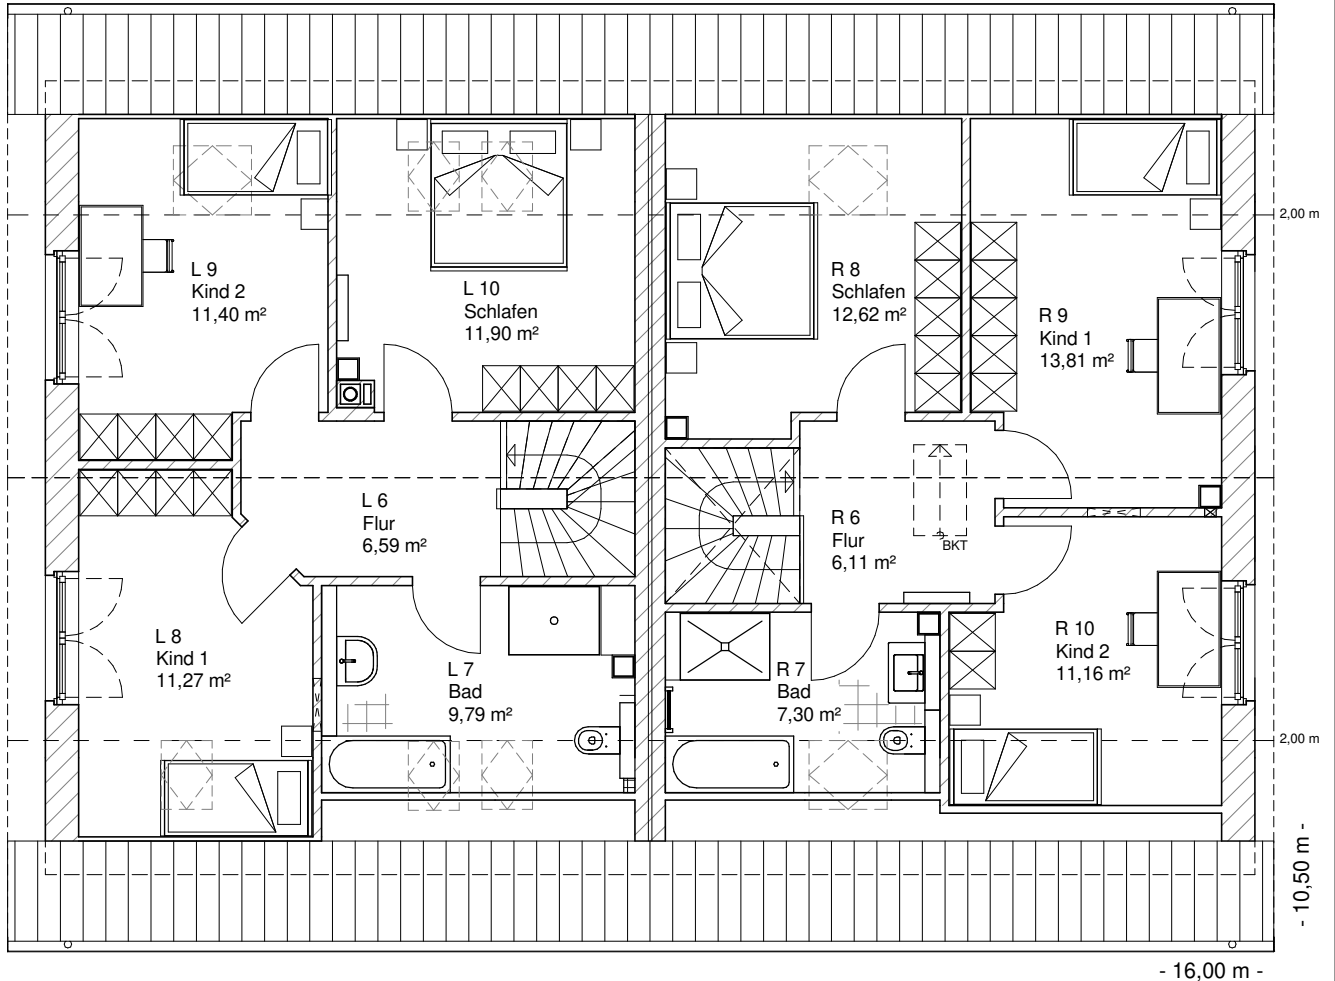 2,00 m
L 9
Kind 2
11,40 m²
L 10
Schlafen
11,90 m²
R 8
Schlafen
12,62 m²
R 9
Kind 1
13,81 m²
L 6
Flur
6,59 m²
R 6
Flur
6,11 m²
BKT
L 8
Kind 1
11,27 m²
L 7
Bad
9,79 m²
R 7
Bad
7,30 m²
R 10
Kind 2
11,16 m²
2,00 m
- 10,50 m -
- 16,00 m -